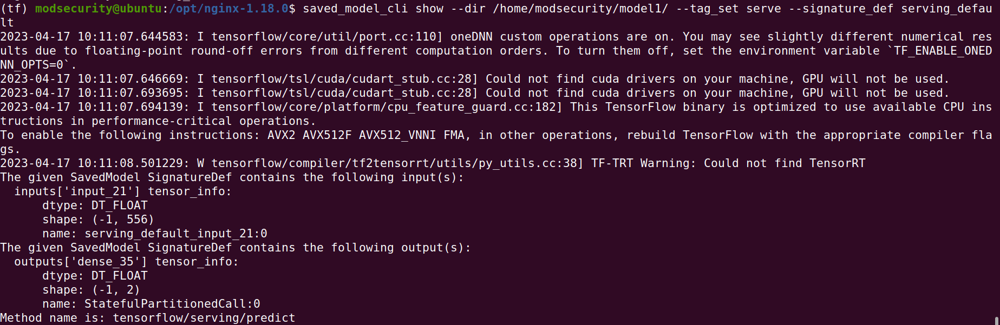 (tf) modsecurity@ubuntu:/opt/nginx-1.18.0$ saved_model_cli show --dir /home/modsecurity/model1/ --tag_set serve --signature_def serving_defau
lt
2023-04-17 10:11:07.644583: I tensorflow/core/util/port.cc:110] oneDNN custom operations are on. You may see slightly different numerical res
ults due to floating-point round-off errors from different computation orders. To turn them off, set the environment variable `TF_ENABLE_ONED
NN_OPTS=0`.
2023-04-17 10:11:07.646669: I tensorflow/tsl/cuda/cudart_stub.cc:28] Could not find cuda drivers on your machine, GPU will not be used.
2023-04-17 10:11:07.693695: I tensorflow/tsl/cuda/cudart_stub.cc:28] Could not find cuda drivers on your machine, GPU will not be used.
2023-04-17 10:11:07.694139: I tensorflow/core/platform/cpu_feature_guard.cc:182] This TensorFlow binary is optimized to use available CPU ins
tructions in performance-critical operations.
To enable the following instructions: AVX2 AVX512F AVX512_VNNI FMA, in other operations, rebuild TensorFlow with the appropriate compiler fla
gs.
2023-04-17 10:11:08.501229: W tensorflow/compiler/tf2tensorrt/utils/py_utils.cc:38] TF-TRT Warning: Could not find TensorRT
The given SavedModel SignatureDef contains the following input(s):
  inputs['input_21'] tensor_info:
      dtype: DT_FLOAT
      shape: (-1, 556)
      name: serving_default_input_21:0
The given SavedModel SignatureDef contains the following output(s):
  outputs['dense_35'] tensor_info:
      dtype: DT_FLOAT
      shape: (-1, 2)
      name: StatefulPartitionedCall:0
Method name is: tensorflow/serving/predict